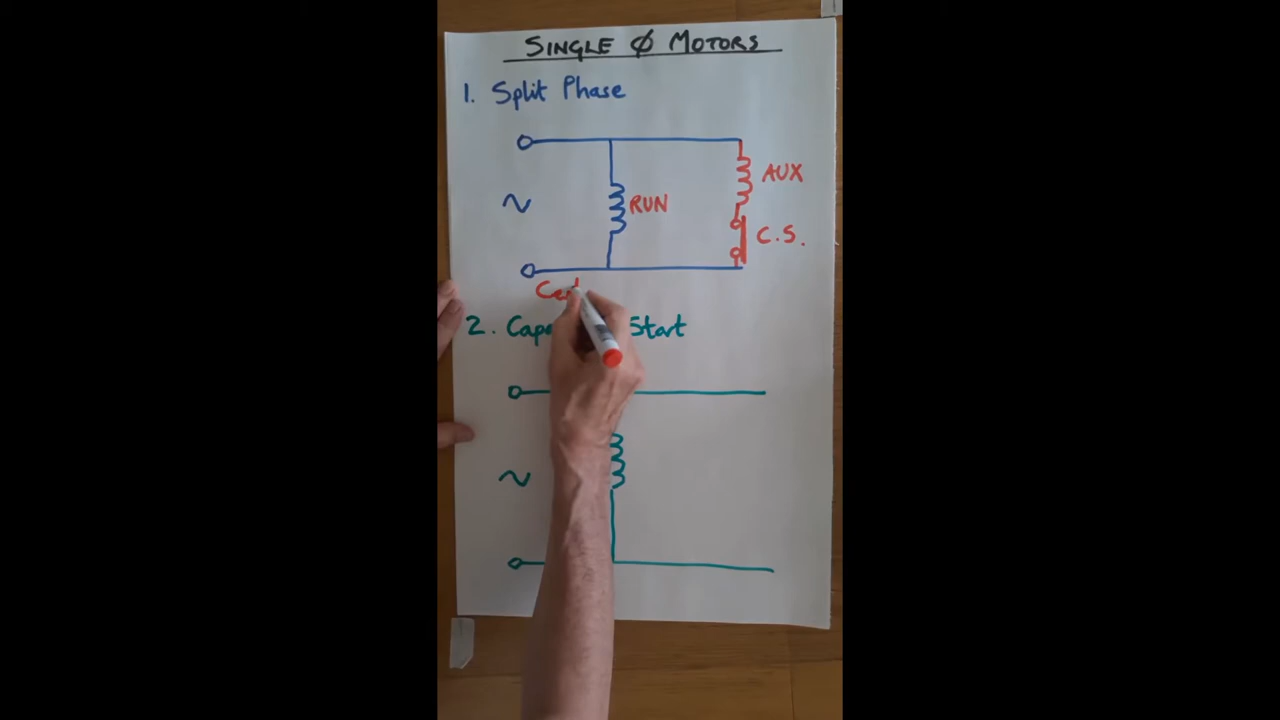 SINGLE Ø MOTORS
1. Split Phase
AUX
RUN
C.S.
2. Start